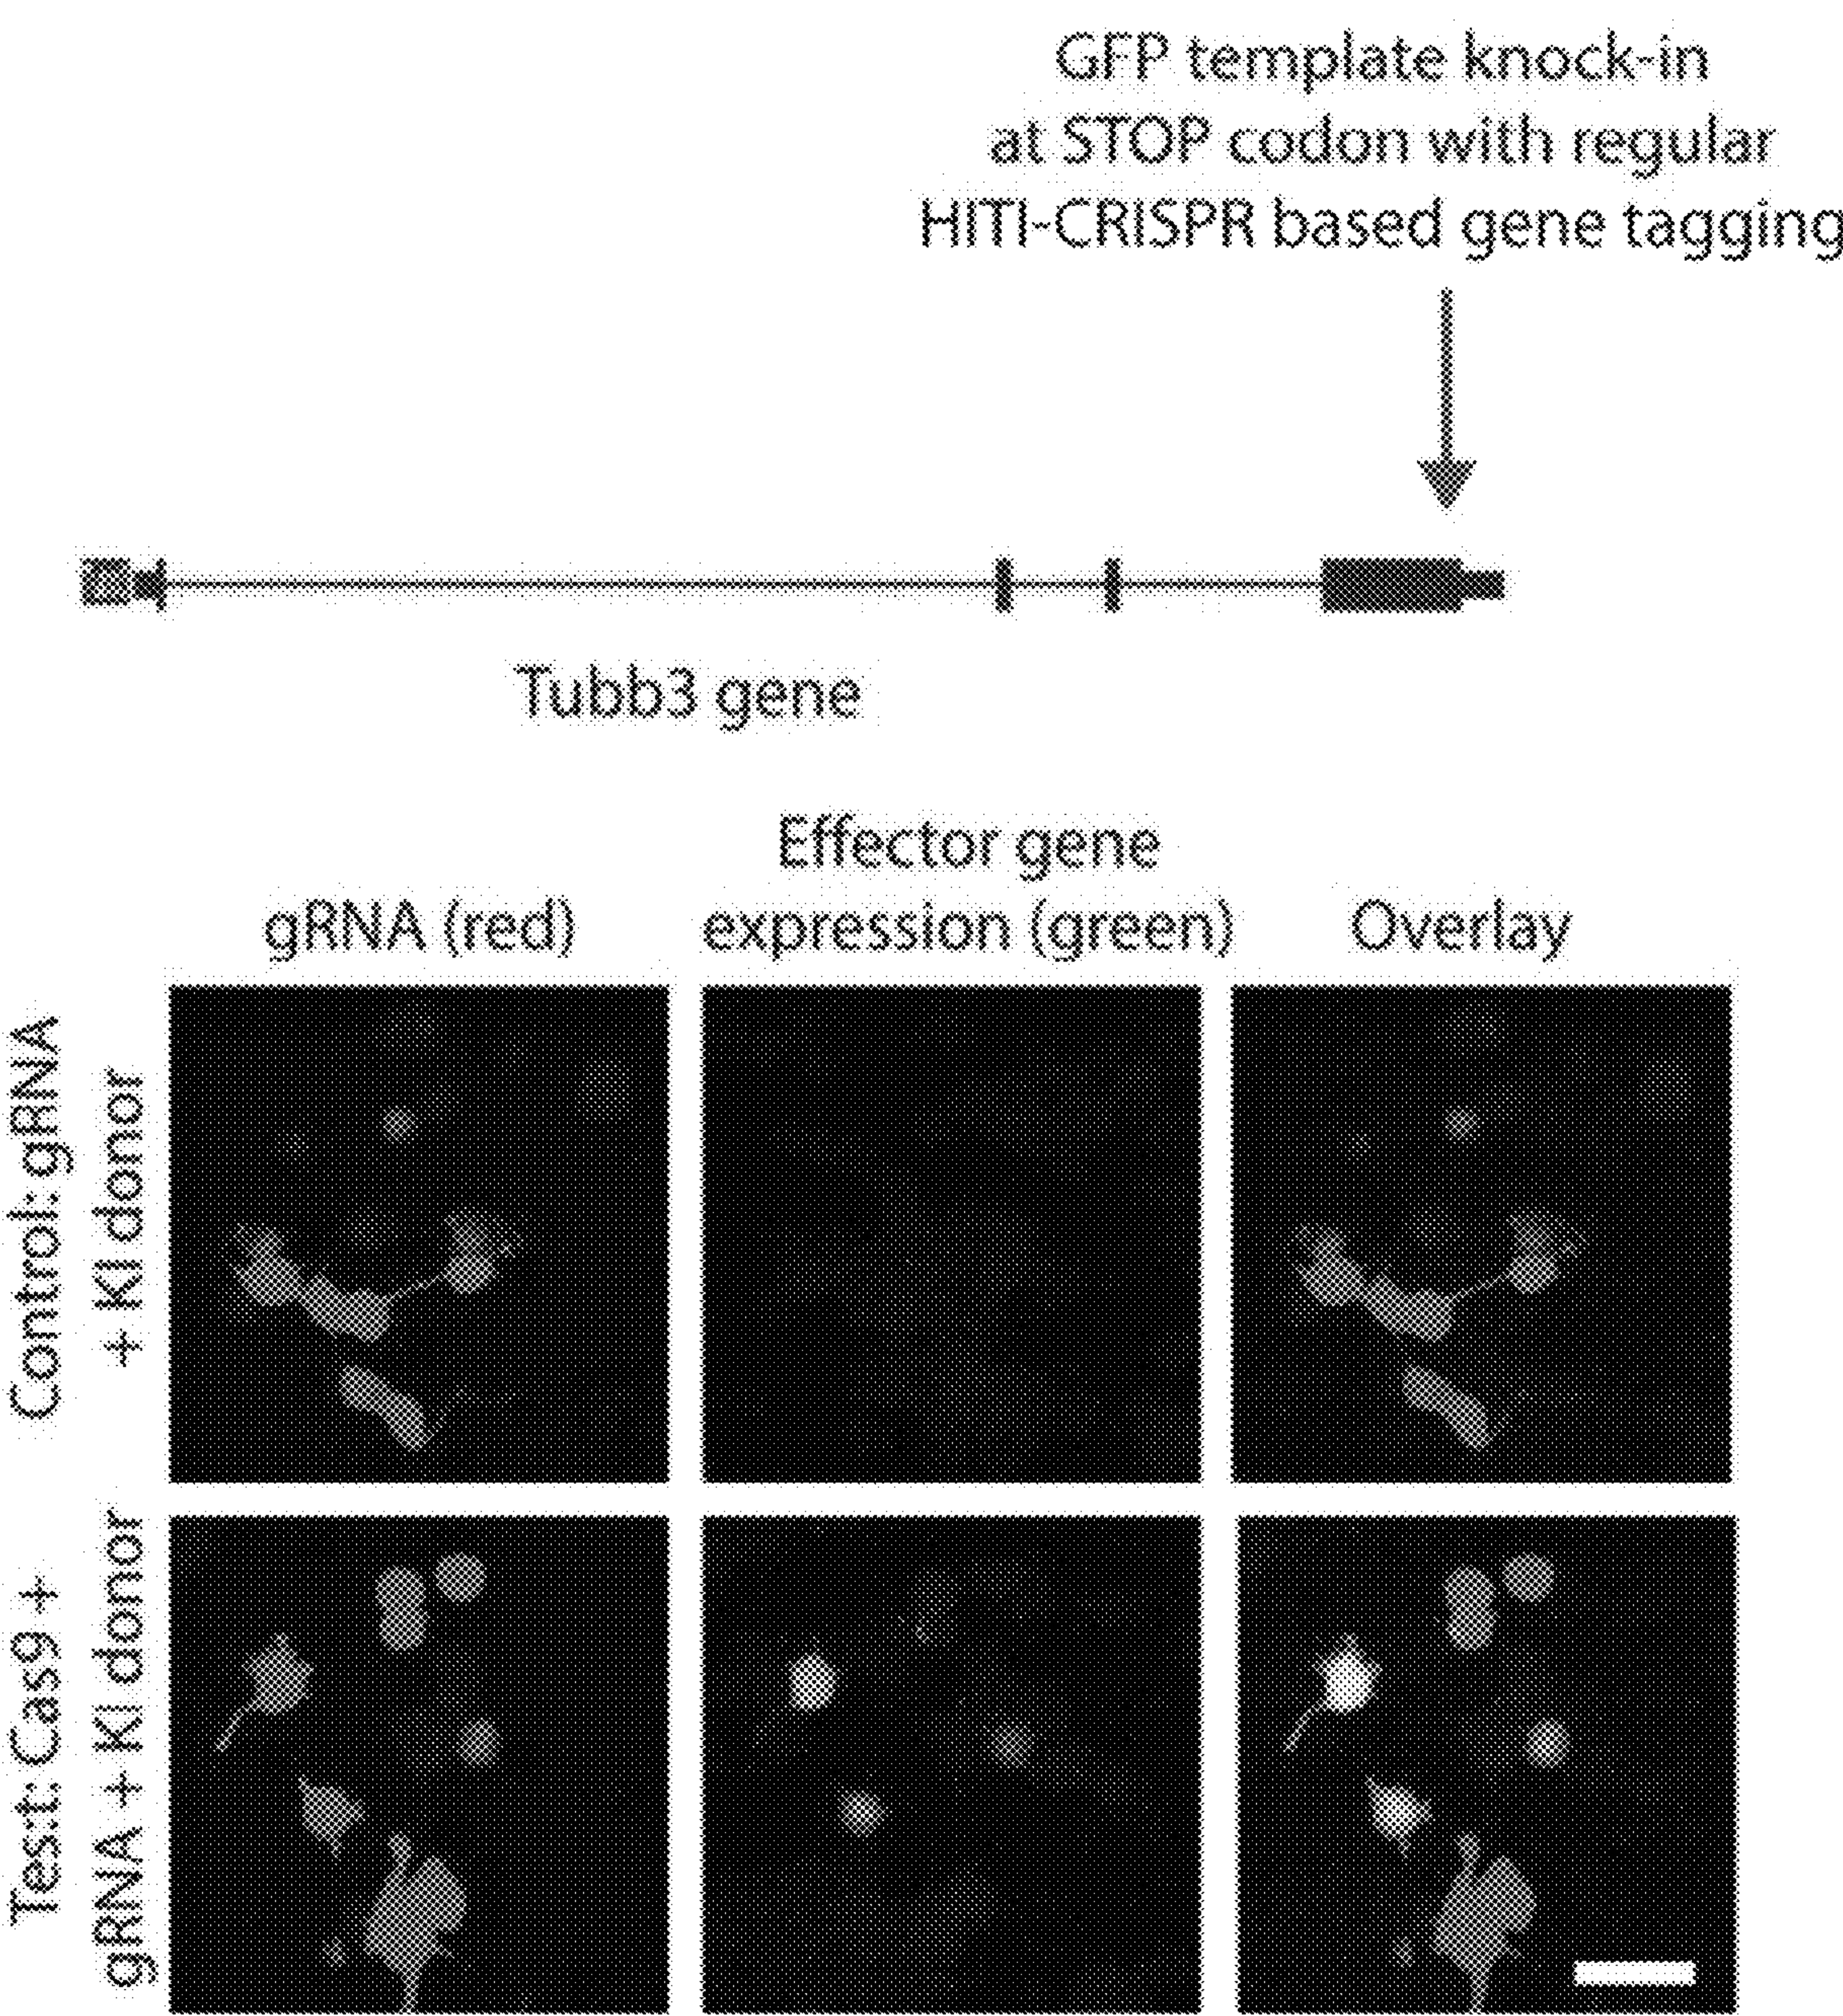 GFP template knock-in
at STOP codon with regular
HITI-CRISPR based gene tagging
Tubb3 gene
Effector gene
gRNA (red)
expression (green)
Overlay
Control: gRNA
+ KI donor
Test: Cas9 +
gRNA + KI donor